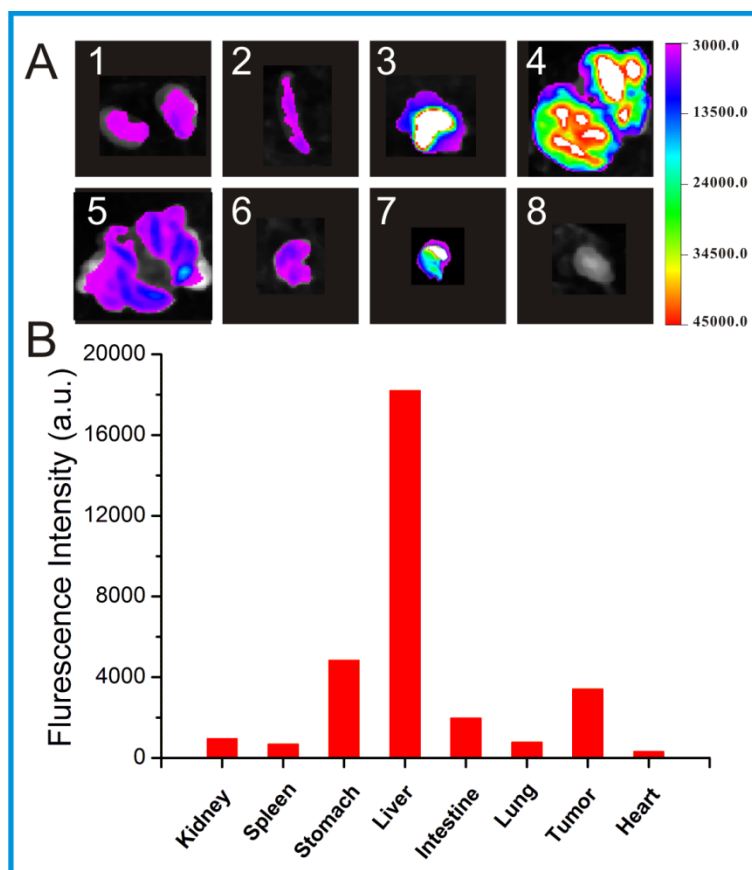 A
1 2 3 4
3000.0
13500.0
24000.0
34500.0
45000.0
5 6 7 8
B
Flurescence Intensity (a.u.)
20000
16000
12000
8000
4000
0
Kidney Spleen Stomach Liver Intestine Lung Tumor Heart